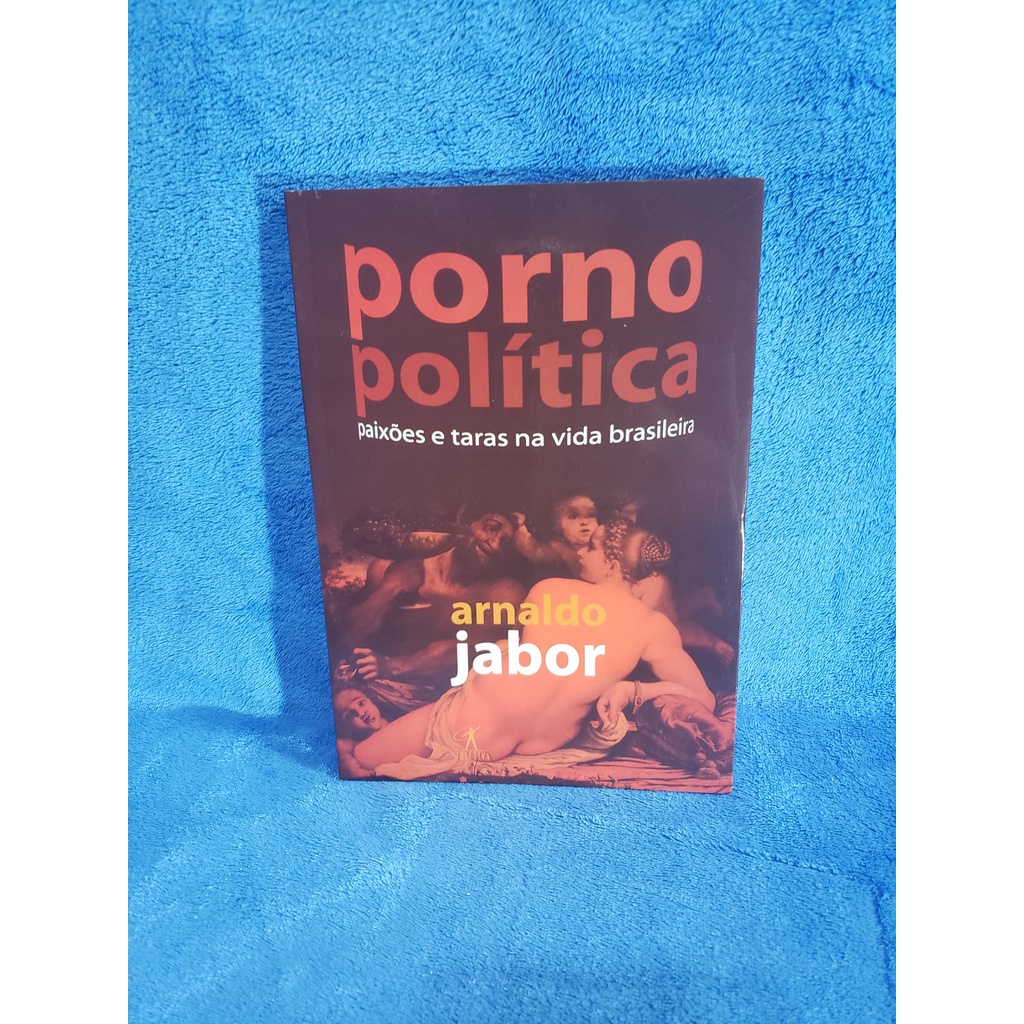 porno
política
paixões e taras na vida brasileira
arnaldo
jabor